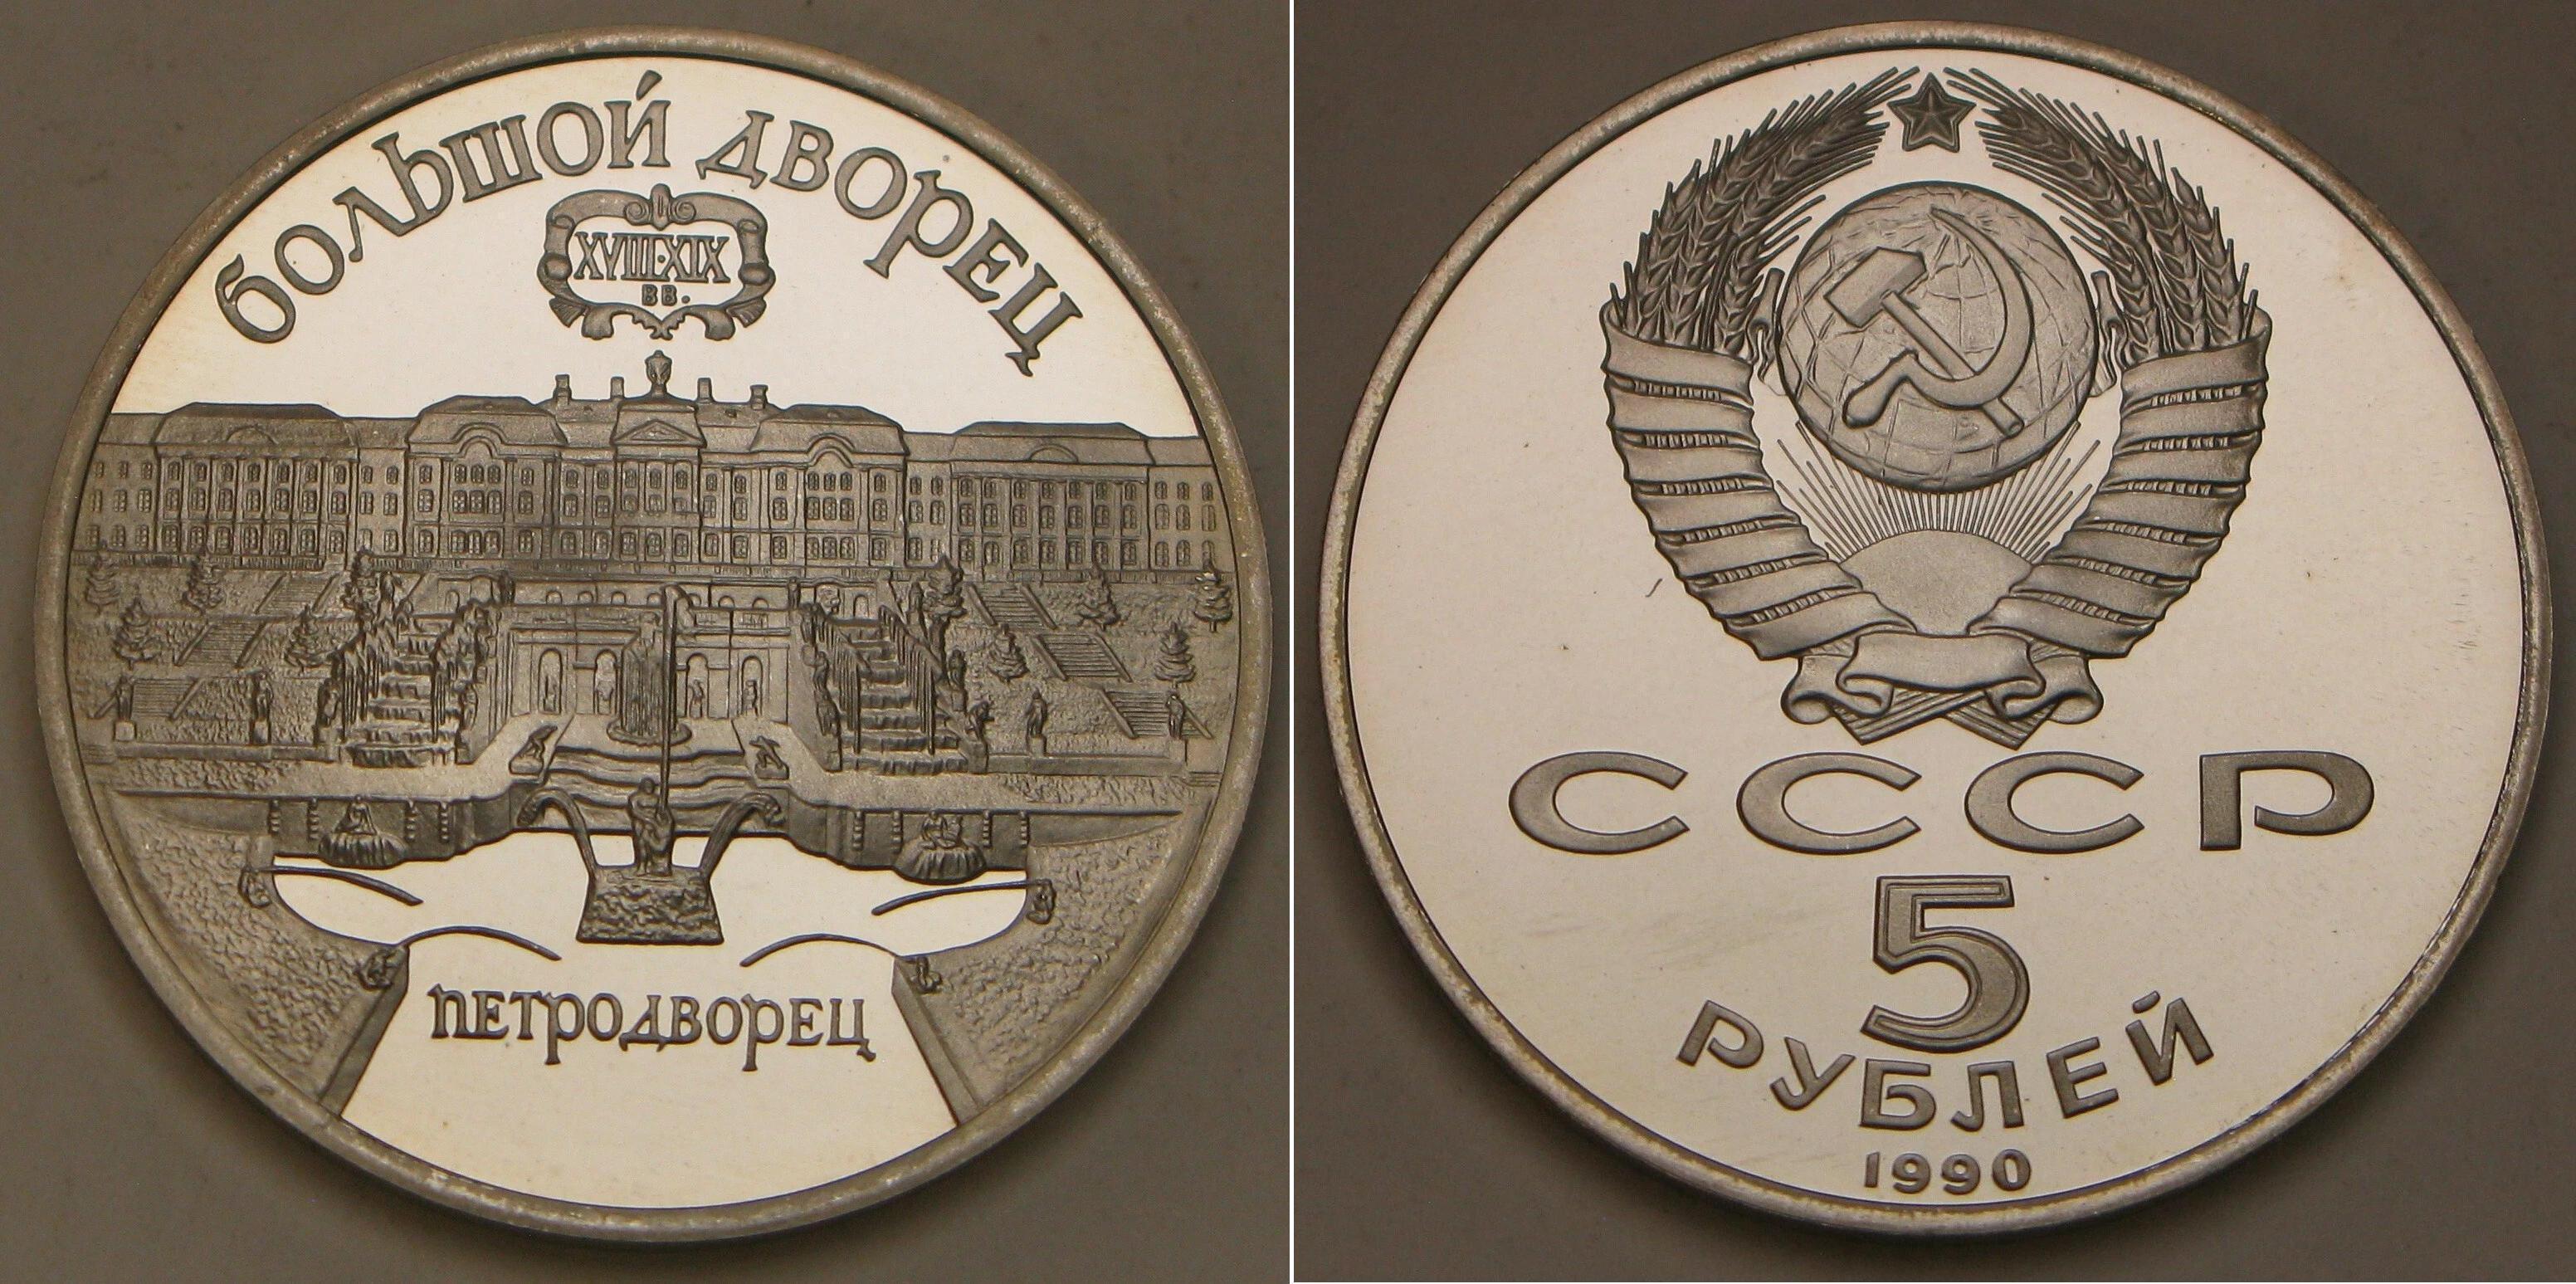 БОЛЬШОЙ ДВОРЕЦ
XVIII·XIX
ВВ.
ПЕТРОДВОРЕЦ
СССР
5
РУБЛЕЙ
1990